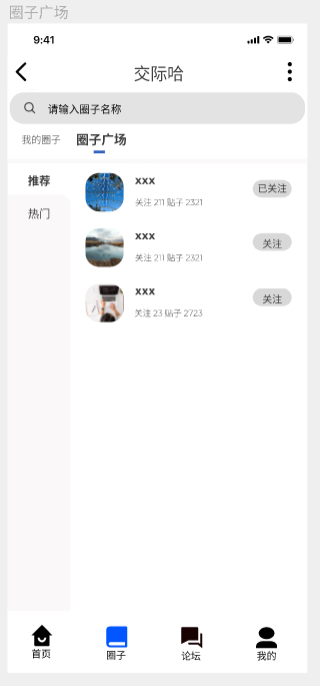 圈子广场
9:41
交际哈
请输入圈子名称
我的圈子 圈子广场
推荐
热门
xxx
关注 211 贴子 2321
已关注
xxx
关注 211 贴子 2321
关注
xxx
关注 23 贴子 2723
关注
首页 圈子 论坛 我的